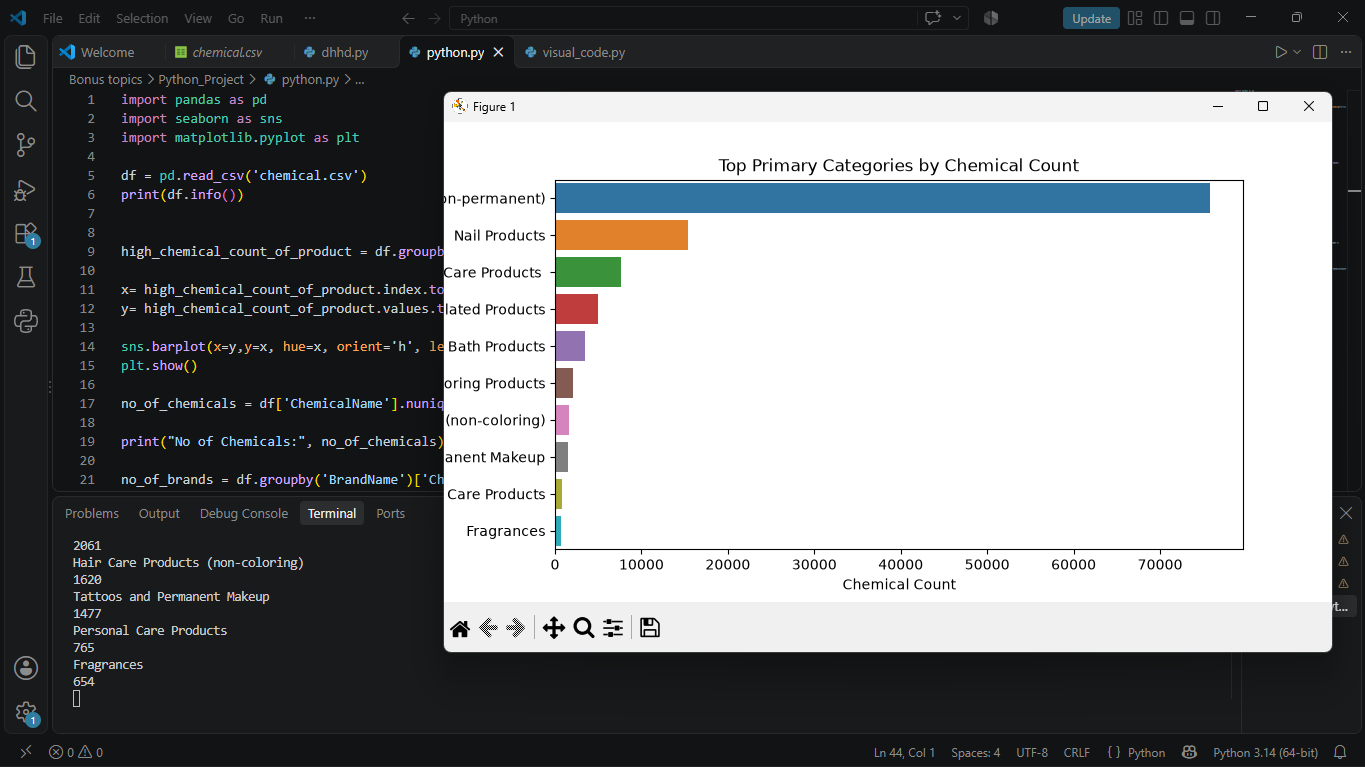 File Edit Selection View Go Run ... Python Update
Welcome chemical.csv dhhd.py python.py visual_code.py
Bonus topics > Python_Project > python.py > ...
1 import pandas as pd
2 import seaborn as sns
3 import matplotlib.pyplot as plt
4
5 df = pd.read_csv('chemical.csv')
6 print(df.info())
7
8
9 high_chemical_count_of_product = df.groupb
10
11 x= high_chemical_count_of_product.index.to
12 y= high_chemical_count_of_product.values.t
13
14 sns.barplot(x=y,y=x, hue=x, orient='h', le
15 plt.show()
16
17 no_of_chemicals = df['ChemicalName'].nuniq
18
19 print("No of Chemicals:", no_of_chemicals)
20
21 no_of_brands = df.groupby('BrandName')['Ch
Figure 1
Top Primary Categories by Chemical Count
on-permanent)
Nail Products
Care Products
lated Products
Bath Products
oring Products
(non-coloring)
anent Makeup
Care Products
Fragrances
0 10000 20000 30000 40000 50000 60000 70000
Chemical Count
1
Problems Output Debug Console Terminal Ports
2061
Hair Care Products (non-coloring)
1620
Tattoos and Permanent Makeup
1477
Personal Care Products
765
Fragrances
654
yt...
1
0 0 Ln 44, Col 1 Spaces: 4 UTF-8 CRLF { } Python Python 3.14 (64-bit)